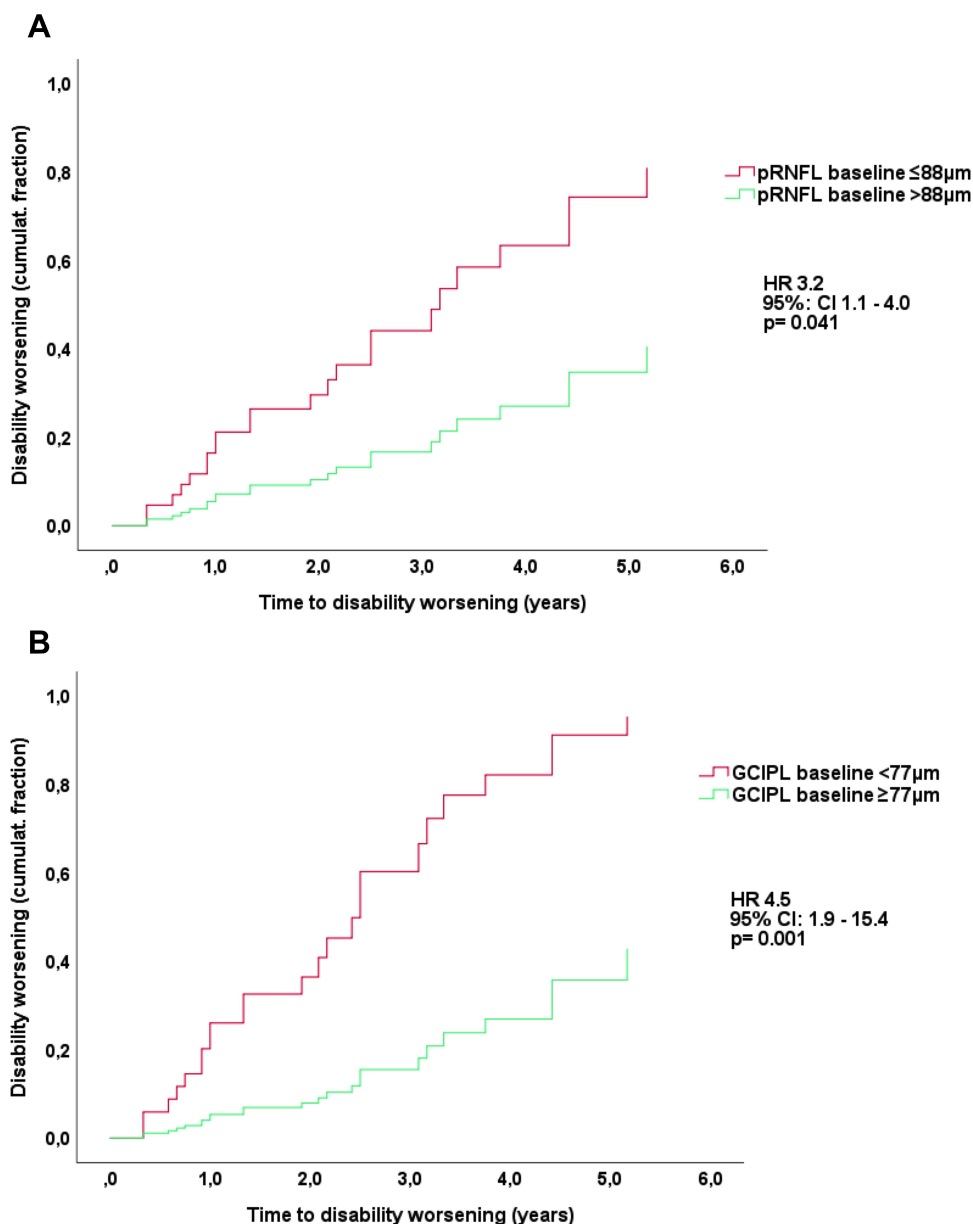 A
1,0
0,8
0,6
0,4
0,2
0,0
Disability worsening (cumulat. fraction)
pRNFL baseline ≤88µm
pRNFL baseline >88µm
HR 3.2
95%: CI 1.1 - 4.0
p= 0.041
,0 1,0 2,0 3,0 4,0 5,0 6,0
Time to disability worsening (years)
B
1,0
0,8
0,6
0,4
0,2
0,0
Disability worsening (cumulat. fraction)
GCIPL baseline <77µm
GCIPL baseline ≥77µm
HR 4.5
95% CI: 1.9 - 15.4
p= 0.001
,0 1,0 2,0 3,0 4,0 5,0 6,0
Time to disability worsening (years)